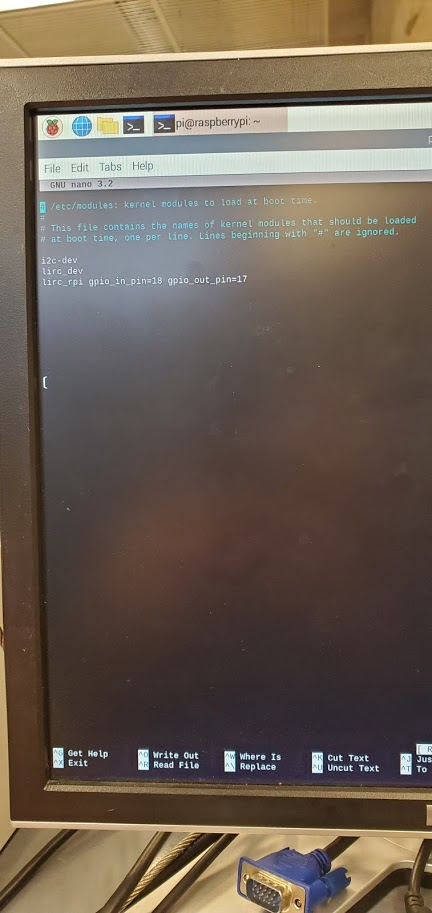 pi@raspberrypi: ~
File Edit Tabs Help
GNU nano 3.2
# /etc/modules: kernel modules to load at boot time.
#
# This file contains the names of kernel modules that should be loaded
# at boot time, one per line. Lines beginning with "#" are ignored.
i2c-dev
lirc_dev
lirc_rpi gpio_in_pin=18 gpio_out_pin=17
[ R
^G Get Help ^O Write Out ^W Where Is ^K Cut Text ^J Jus
^X Exit ^R Read File ^\ Replace ^U Uncut Text ^T To